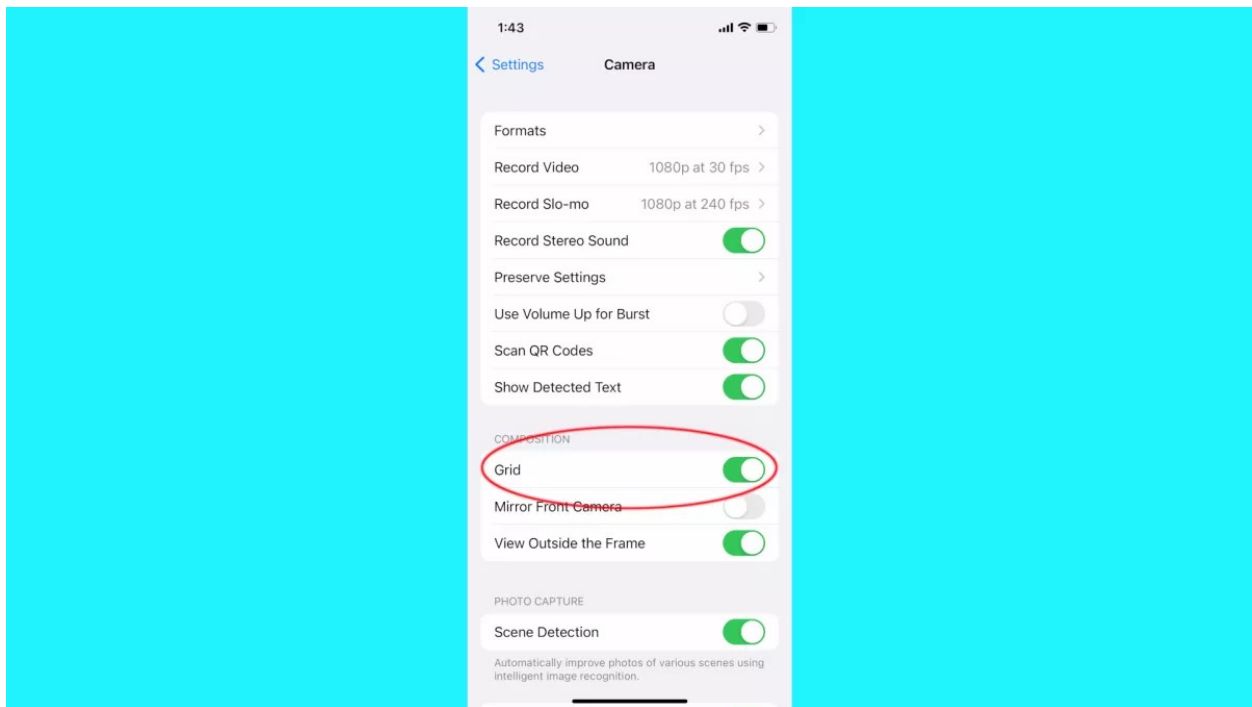 1:43
Settings Camera
Formats
Record Video 1080p at 30 fps
Record Slo-mo 1080p at 240 fps
Record Stereo Sound
Preserve Settings
Use Volume Up for Burst
Scan QR Codes
Show Detected Text
COMPOSITION
Grid
Mirror Front Camera
View Outside the Frame
PHOTO CAPTURE
Scene Detection
Automatically improve photos of various scenes using
intelligent image recognition.